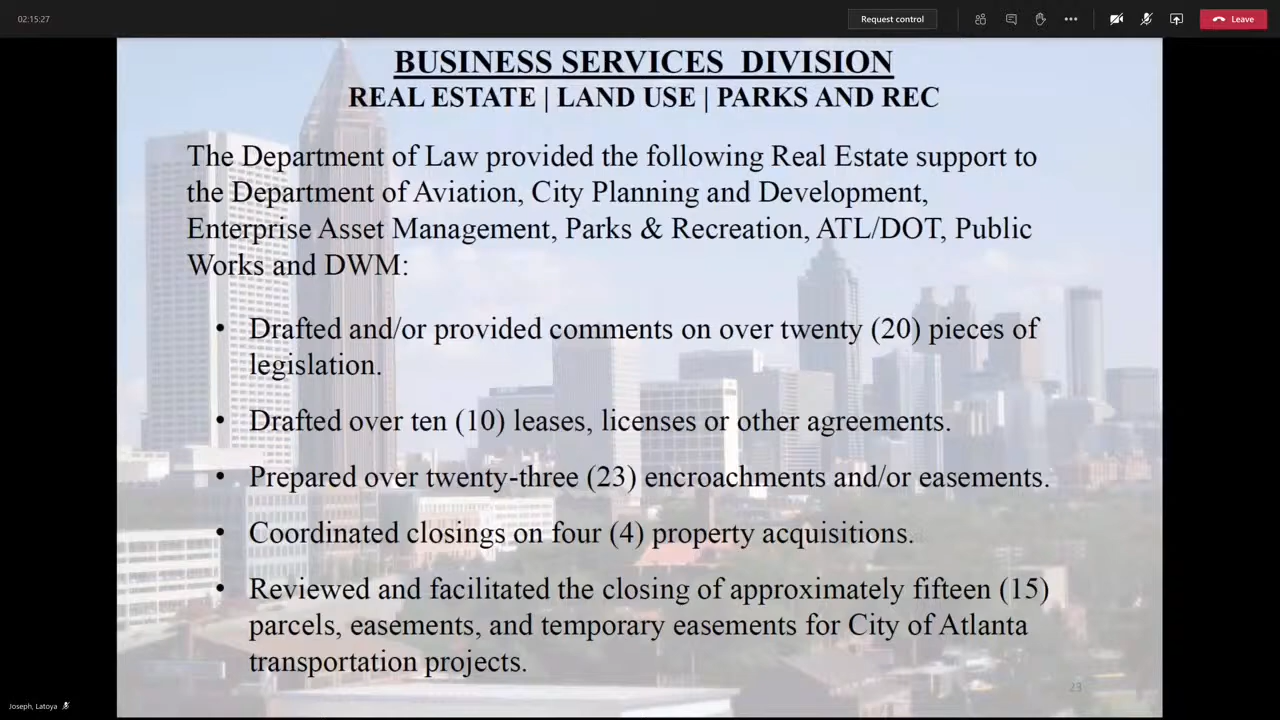 02:15:27
Request control
Leave
BUSINESS SERVICES DIVISION
REAL ESTATE | LAND USE | PARKS AND REC
The Department of Law provided the following Real Estate support to
the Department of Aviation, City Planning and Development,
Enterprise Asset Management, Parks & Recreation, ATL/DOT, Public
Works and DWM:
• Drafted and/or provided comments on over twenty (20) pieces of
legislation.
• Drafted over ten (10) leases, licenses or other agreements.
• Prepared over twenty-three (23) encroachments and/or easements.
• Coordinated closings on four (4) property acquisitions.
• Reviewed and facilitated the closing of approximately fifteen (15)
parcels, easements, and temporary easements for City of Atlanta
transportation projects.
23
Joseph, Latoya